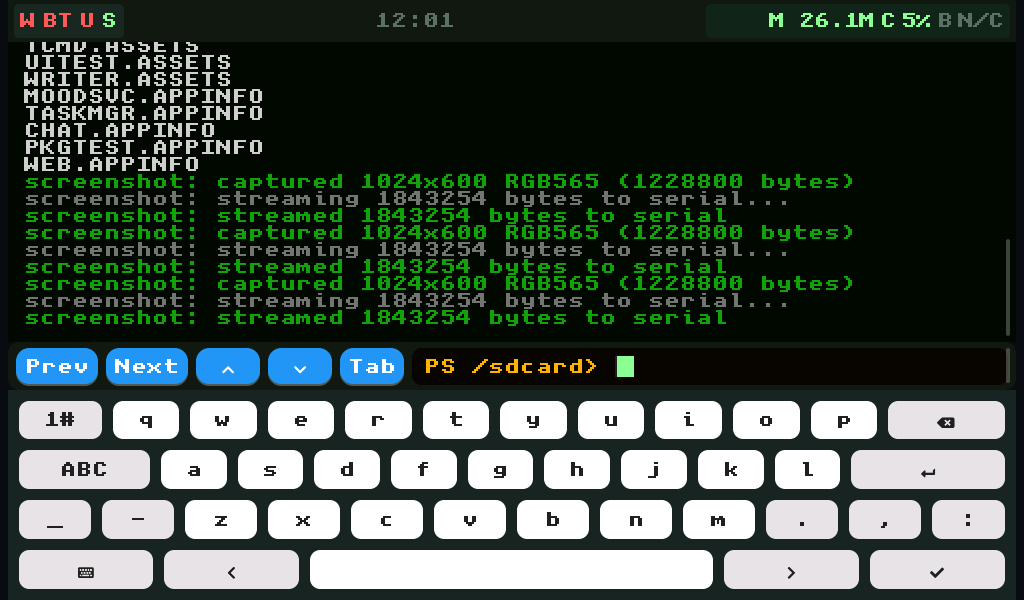 W BT U S 12:01 M 26.1M C 5% B N/C
TCMD.ASSETS
UITEST.ASSETS
WRITER.ASSETS
MOODSVC.APPINFO
TASKMGR.APPINFO
CHAT.APPINFO
PKGTEST.APPINFO
WEB.APPINFO
screenshot: captured 1024x600 RGB565 (1228800 bytes)
screenshot: streaming 1843254 bytes to serial...
screenshot: streamed 1843254 bytes to serial
screenshot: captured 1024x600 RGB565 (1228800 bytes)
screenshot: streaming 1843254 bytes to serial...
screenshot: streamed 1843254 bytes to serial
screenshot: captured 1024x600 RGB565 (1228800 bytes)
screenshot: streaming 1843254 bytes to serial...
screenshot: streamed 1843254 bytes to serial
Prev Next Tab PS /sdcard>
1# q w e r t y u i o p
ABC a s d f g h j k l
_ - z x c v b n m . , :